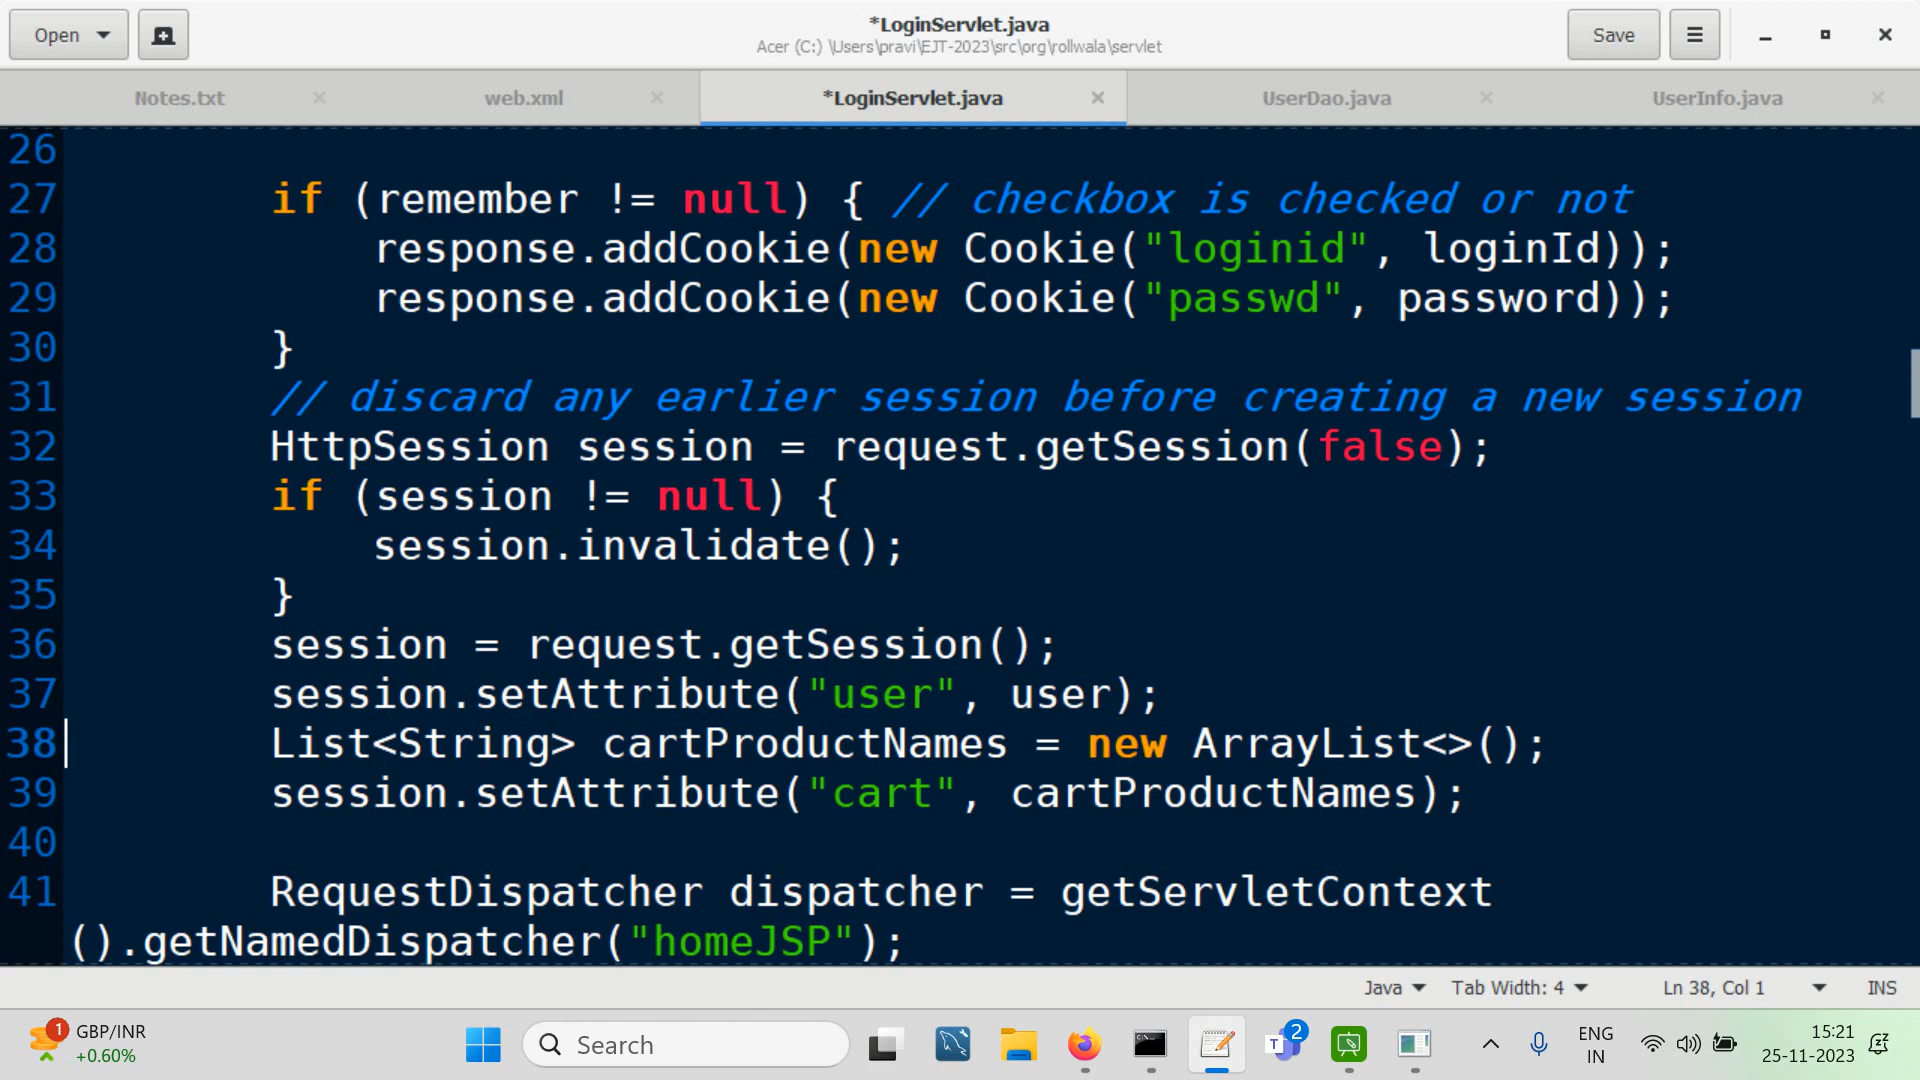 Open
*LoginServlet.java
Acer (C:) \Users\pravi\EJT-2023\src\org\rollwala\servlet
Save
Notes.txt
web.xml
*LoginServlet.java
UserDao.java
UserInfo.java
26
27 if (remember != null) { // checkbox is checked or not
28 response.addCookie(new Cookie("loginid", loginId));
29 response.addCookie(new Cookie("passwd", password));
30 }
31 // discard any earlier session before creating a new session
32 HttpSession session = request.getSession(false);
33 if (session != null) {
34 session.invalidate();
35 }
36 session = request.getSession();
37 session.setAttribute("user", user);
38 List<String> cartProductNames = new ArrayList<>();
39 session.setAttribute("cart", cartProductNames);
40
41 RequestDispatcher dispatcher = getServletContext
().getNamedDispatcher("homeJSP");
Java
Tab Width: 4
Ln 38, Col 1
INS
1
GBP/INR
+0.60%
Search
2
ENG
IN
15:21
25-11-2023